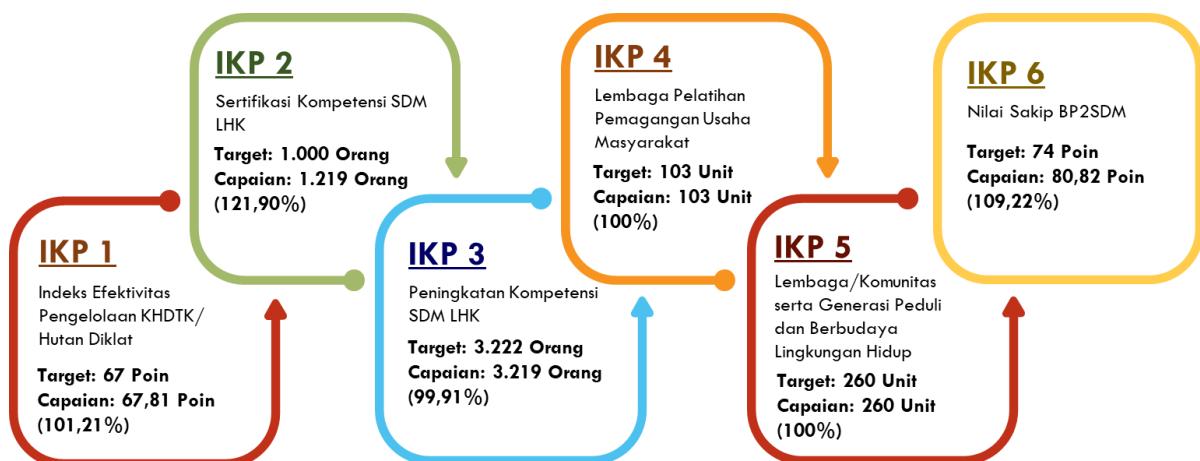 IKP 1
Indeks Efektivitas
Pengelolaan KHDTK/
Hutan Diklat
Target: 67 Poin
Capaian: 67,81 Poin
(101,21%)
IKP 2
Sertifikasi Kompetensi SDM
LHK
Target: 1.000 Orang
Capaian: 1.219 Orang
(121,90%)
IKP 3
Peningkatan Kompetensi
SDM LHK
Target: 3.222 Orang
Capaian: 3.219 Orang
(99,91%)
IKP 4
Lembaga Pelatihan
Pemagangan Usaha
Masyarakat
Target: 103 Unit
Capaian: 103 Unit
(100%)
IKP 5
Lembaga/Komunitas
serta Generasi Peduli
dan Berbudaya
Lingkungan Hidup
Target: 260 Unit
Capaian: 260 Unit
(100%)
IKP 6
Nilai Sakip BP2SDM
Target: 74 Poin
Capaian: 80,82 Poin
(109,22%)